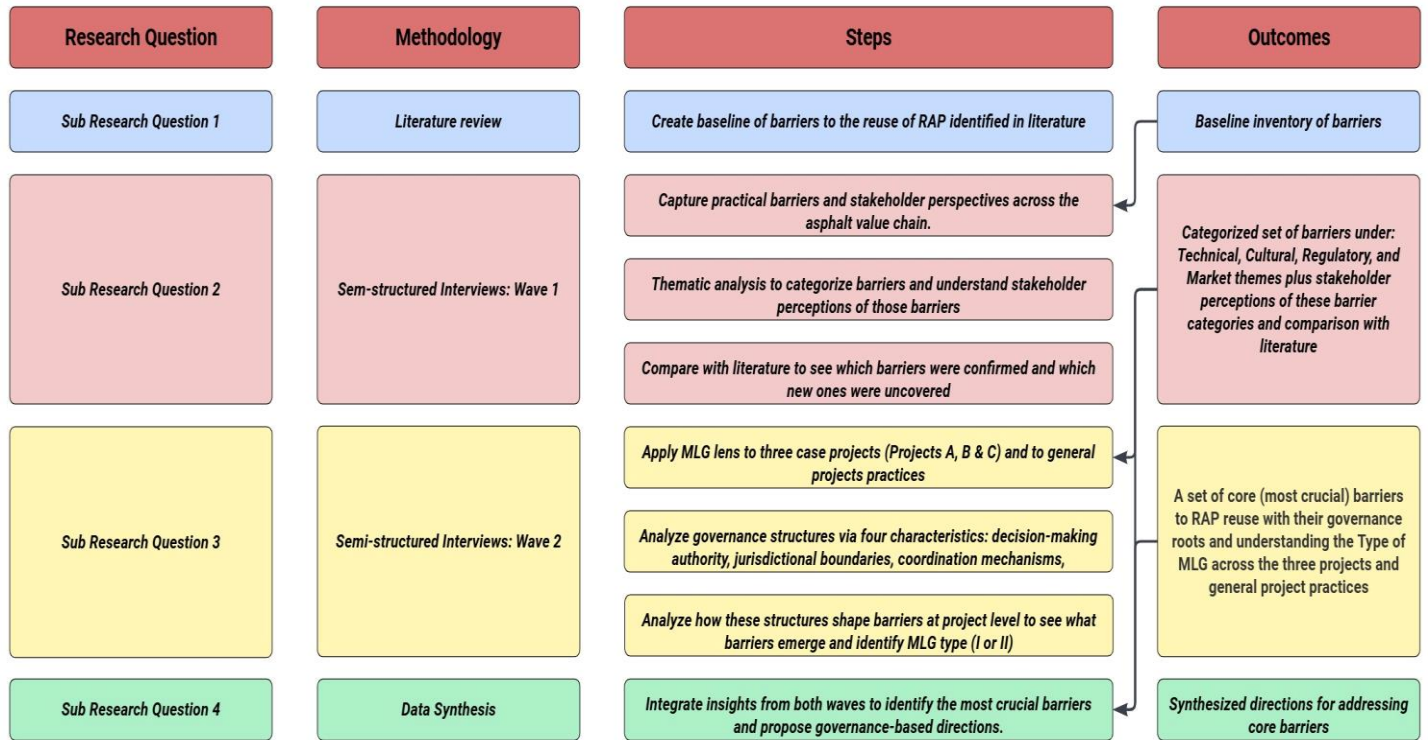 Research Question
Methodology
Steps
Outcomes
Sub Research Question 1
Literature review
Create baseline of barriers to the reuse of RAP identified in literature
Baseline inventory of barriers
Sub Research Question 2
Sem-structured Interviews: Wave 1
Capture practical barriers and stakeholder perspectives across the
asphalt value chain.
Thematic analysis to categorize barriers and understand stakeholder
perceptions of those barriers
Compare with literature to see which barriers were confirmed and which
new ones were uncovered
Categorized set of barriers under:
Technical, Cultural, Regulatory, and
Market themes plus stakeholder
perceptions of these barrier
categories and comparison with
literature
Sub Research Question 3
Semi-structured Interviews: Wave 2
Apply MLG lens to three case projects (Projects A, B & C) and to general
projects practices
Analyze governance structures via four characteristics: decision-making
authority, jurisdictional boundaries, coordination mechanisms,
Analyze how these structures shape barriers at project level to see what
barriers emerge and identify MLG type (I or II)
A set of core (most crucial) barriers
to RAP reuse with their governance
roots and understanding the Type of
MLG across the three projects and
general project practices
Sub Research Question 4
Data Synthesis
Integrate insights from both waves to identify the most crucial barriers
and propose governance-based directions.
Synthesized directions for addressing
core barriers